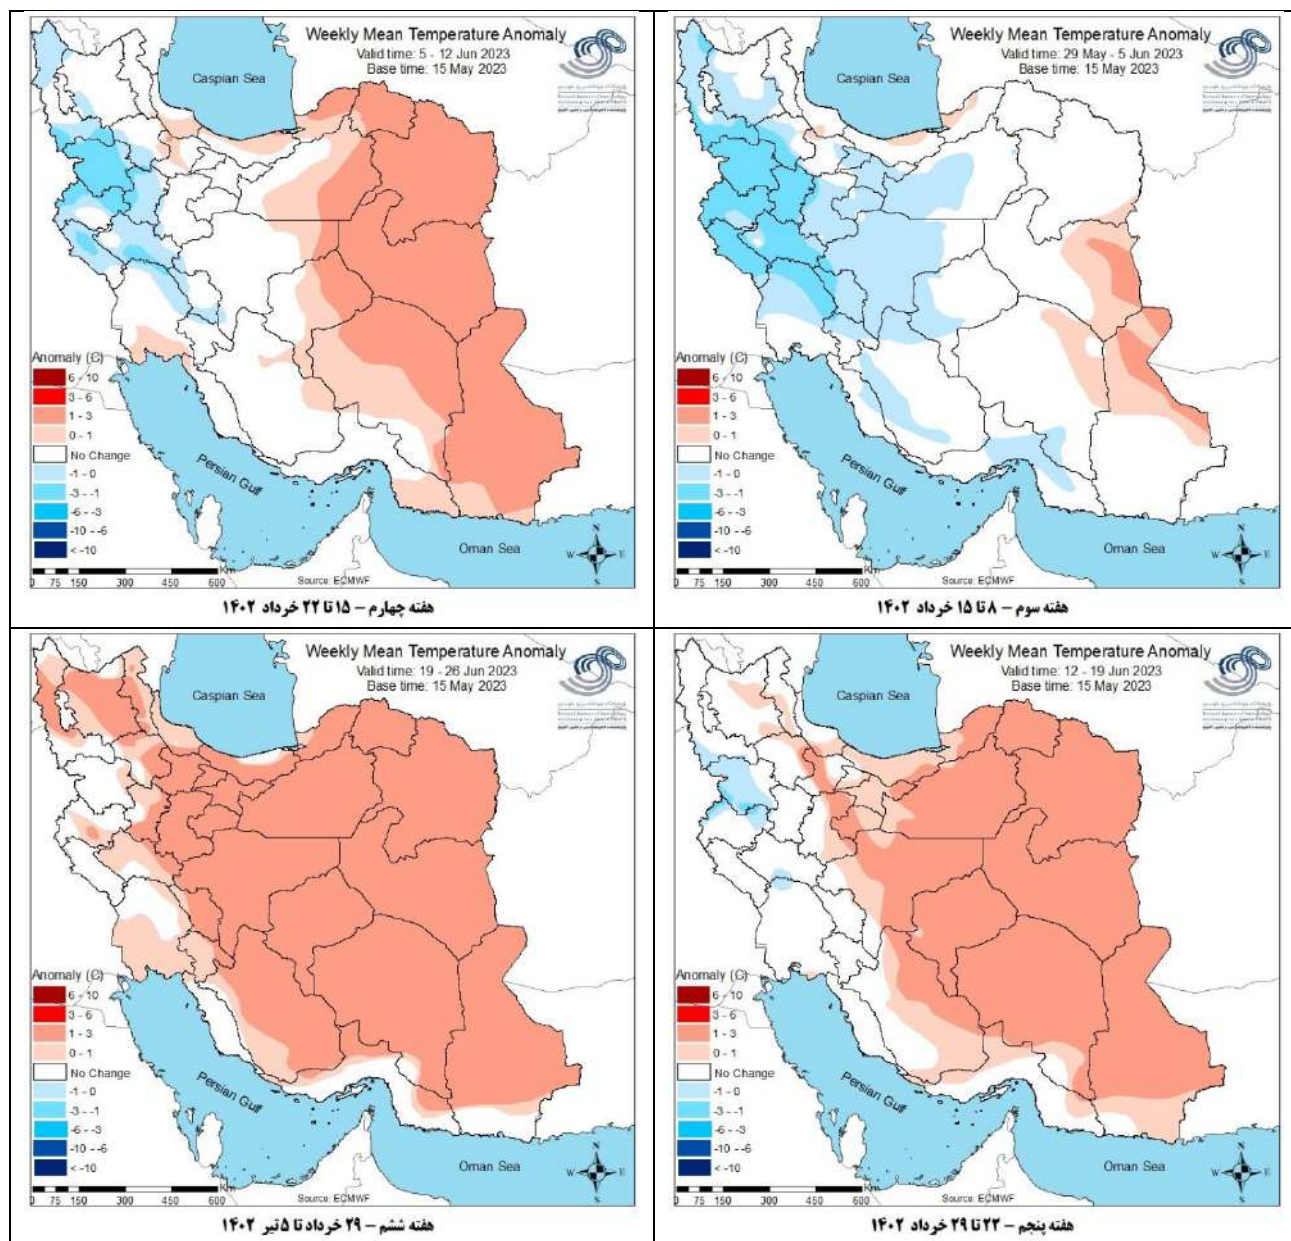 Weekly Mean Temperature Anomaly
Valid time: 5 - 12 Jun 2023
Base time: 15 May 2023
Caspian Sea
Anomaly (C)
6 - 10
3 - 6
1 - 3
0 - 1
No Change
-1 - 0
-3 - -1
-6 - -3
-10 - -6
< -10
Persian Gulf
Oman Sea
N
W
E
S
Km
0 75 150 300 450 600
Source: ECMWF
هفته چهارم – ۱۵ تا ۲۲ خرداد ۱۴۰۲
Weekly Mean Temperature Anomaly
Valid time: 29 May - 5 Jun 2023
Base time: 15 May 2023
Caspian Sea
Anomaly (C)
6 - 10
3 - 6
1 - 3
0 - 1
No Change
-1 - 0
-3 - -1
-6 - -3
-10 - -6
< -10
Persian Gulf
Oman Sea
N
W
E
S
Km
0 75 150 300 450 600
Source: ECMWF
هفته سوم – ۸ تا ۱۵ خرداد ۱۴۰۲
Weekly Mean Temperature Anomaly
Valid time: 19 - 26 Jun 2023
Base time: 15 May 2023
Caspian Sea
Anomaly (C)
6 - 10
3 - 6
1 - 3
0 - 1
No Change
-1 - 0
-3 - -1
-6 - -3
-10 - -6
< -10
Persian Gulf
Oman Sea
N
W
E
S
Km
0 75 150 300 450 600
Source: ECMWF
هفته ششم – ۲۹ خرداد تا ۵ تیر ۱۴۰۲
Weekly Mean Temperature Anomaly
Valid time: 12 - 19 Jun 2023
Base time: 15 May 2023
Caspian Sea
Anomaly (C)
6 - 10
3 - 6
1 - 3
0 - 1
No Change
-1 - 0
-3 - -1
-6 - -3
-10 - -6
< -10
Persian Gulf
Oman Sea
N
W
E
S
Km
0 75 150 300 450 600
Source: ECMWF
هفته پنجم – ۲۲ تا ۲۹ خرداد ۱۴۰۲